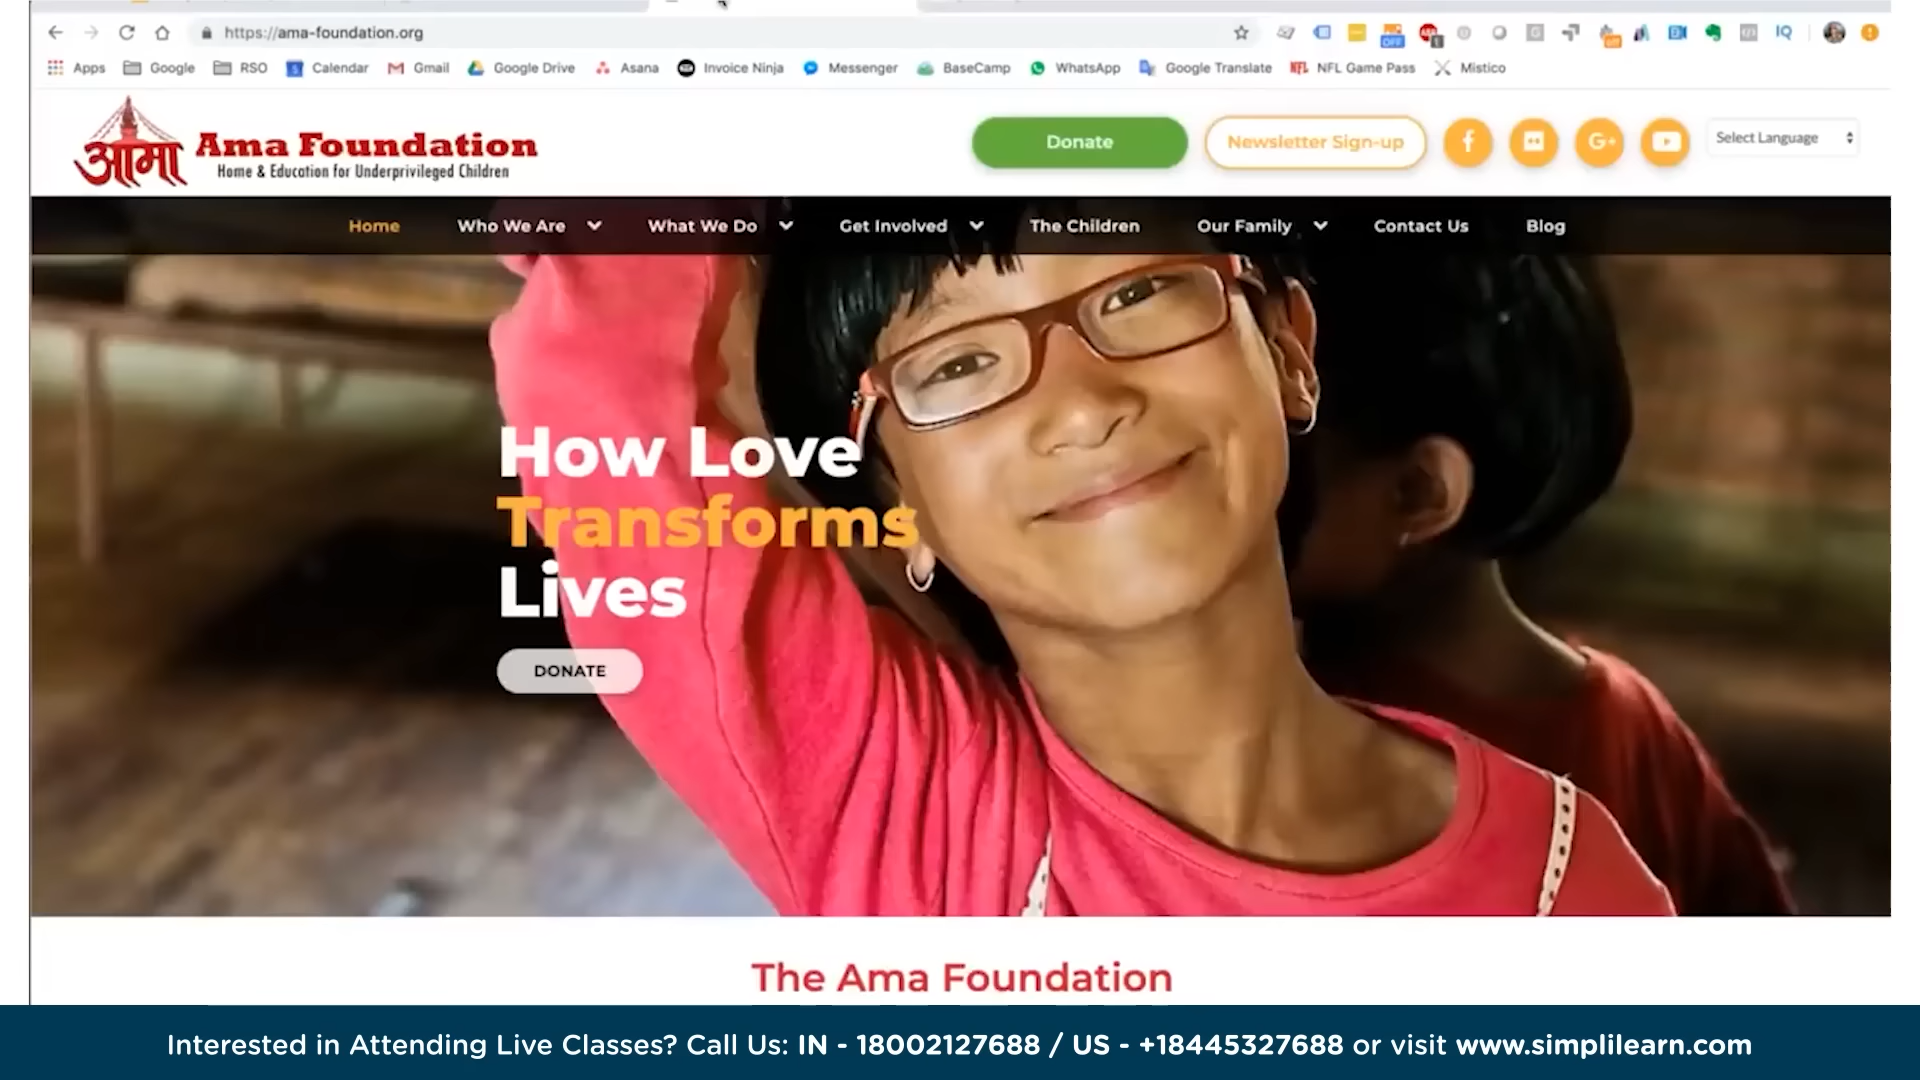 https://ama-foundation.org
IQ
Apps Google RSO Calendar Gmail Google Drive Asana Invoice Ninja Messenger BaseCamp WhatsApp Google Translate NFL Game Pass Mistico
आमा
Ama Foundation
Home & Education for Underprivileged Children
Donate
Newsletter Sign-up
G+
Select Language
Home Who We Are What We Do Get Involved The Children Our Family Contact Us Blog
How Love
Transforms
Lives
DONATE
The Ama Foundation
Interested in Attending Live Classes? Call Us: IN - 18002127688 / US - +18445327688 or visit www.simplilearn.com